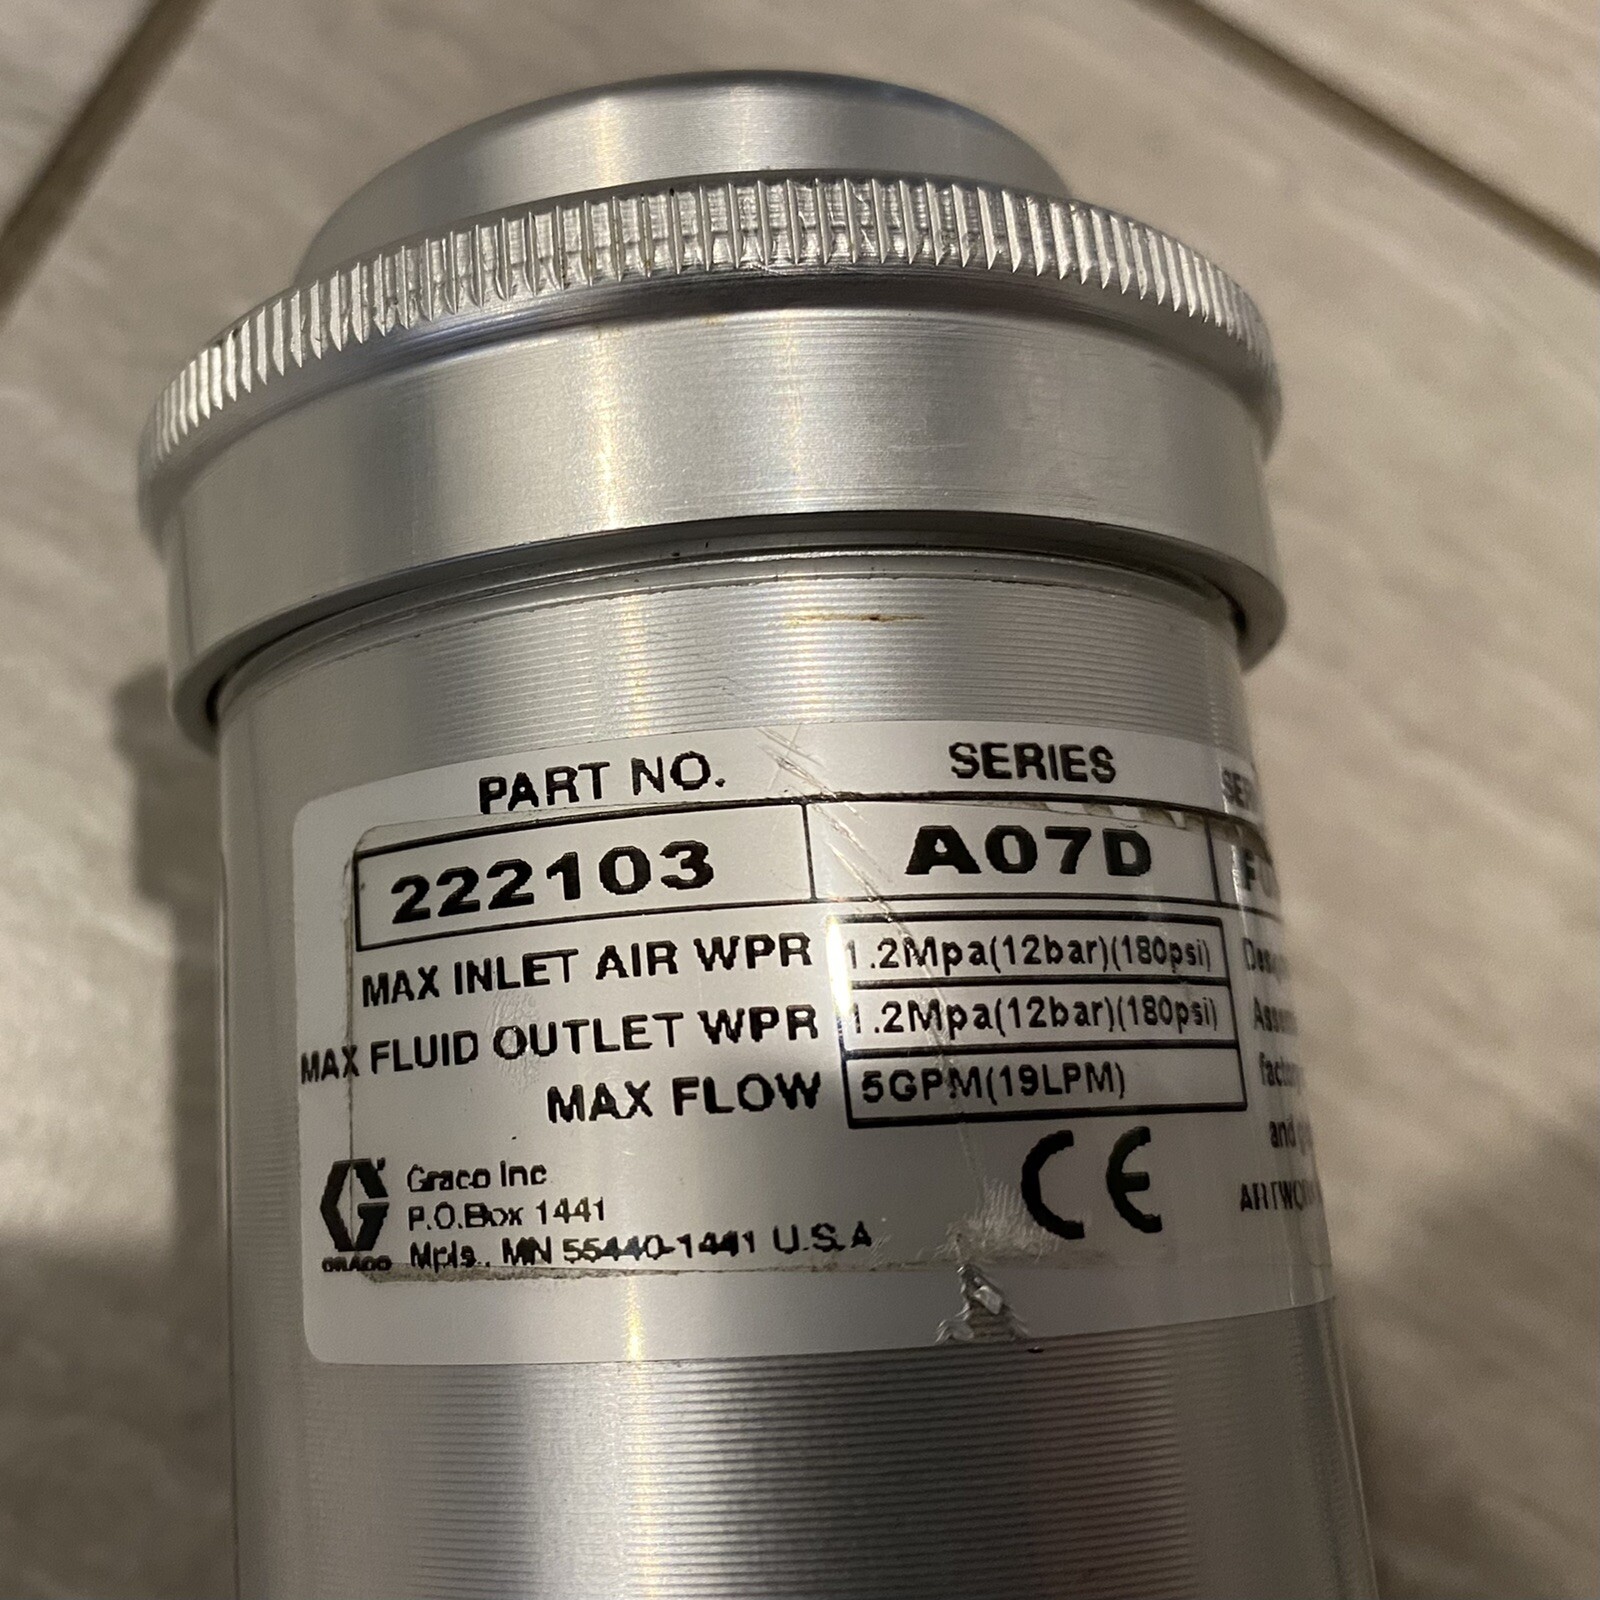 PART NO. SERIES
222103 A07D
MAX INLET AIR WPR 1.2Mpa(12bar)(180psi)
MAX FLUID OUTLET WPR 1.2Mpa(12bar)(180psi)
MAX FLOW 5GPM(19LPM)
CE
Graco Inc
P.O.Box 1441
Mpls., MN 55440-1441 U.S.A
GRACO